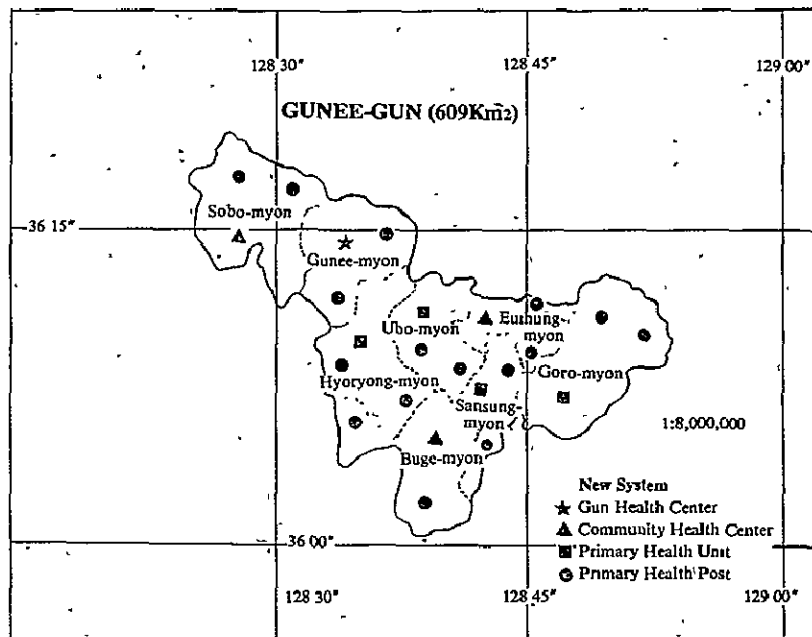 128 30"
128 45"
129 00"
GUNEE-GUN (609Km2)
Sobo-myon
36 15"
Gunee-myon
Ubo-myon
Euihung-
myon
Hyoryong-myon
Goro-myon
Sansung-
myon
1:8,000,000
Buge-myon
New System
Gun Health Center
Community Health Center
Primary Health Unit
Primary Health Post
36 00"
128 30"
128 45"
129 00"